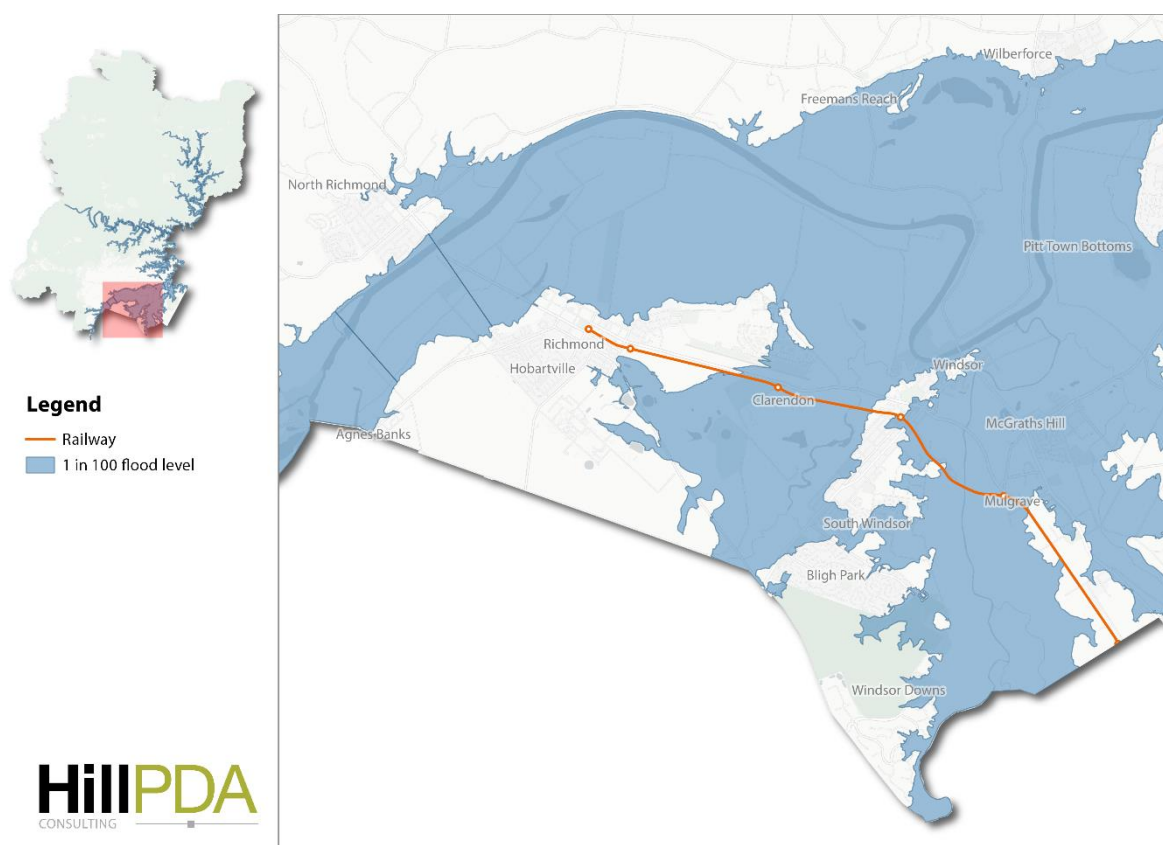 Wilberforce
Freemans Reach
North Richmond
Pitt Town Bottoms
Richmond
Hobartville
Windsor
Clarendon
Legend
Railway
1 in 100 flood level
McGraths Hill
Agnes Banks
Mulgrave
South Windsor
Bligh Park
Windsor Downs
HillPDA
CONSULTING